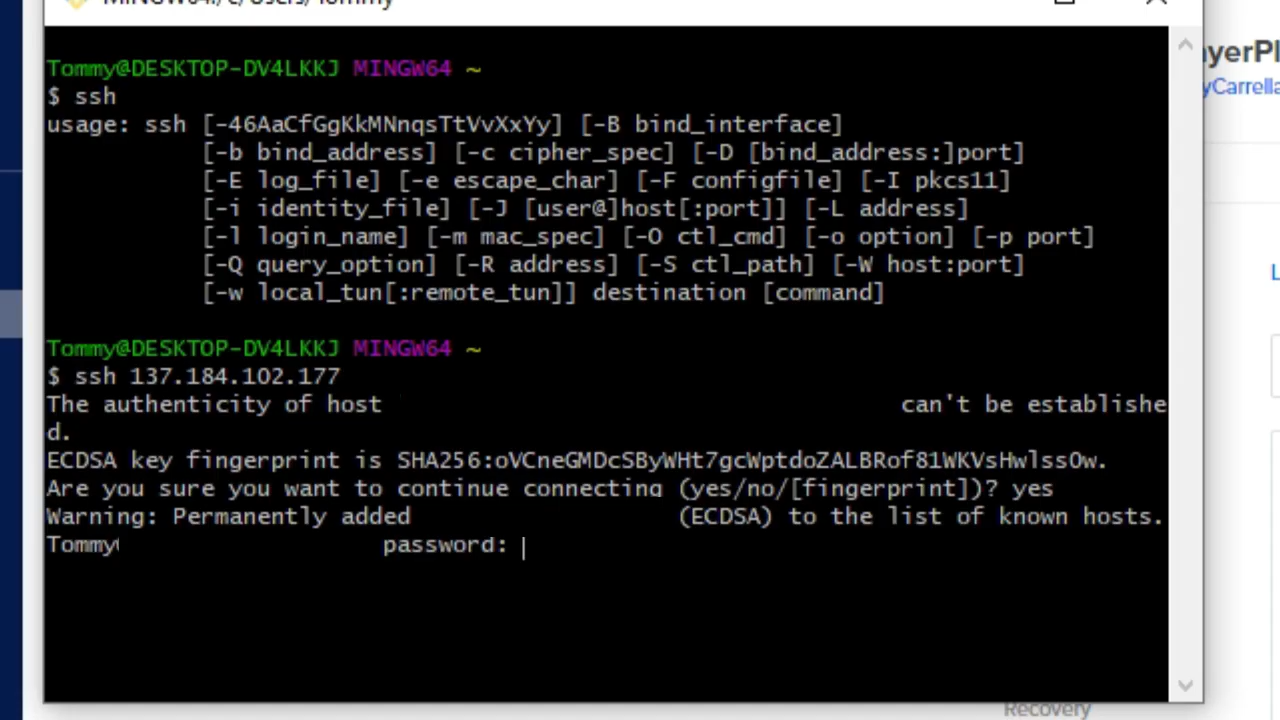 Tommy@DESKTOP-DV4LKKJ MINGW64 ~
$ ssh
usage: ssh [-46AaCfGgKkMNnqsTtVvXxYy] [-B bind_interface]
[-b bind_address] [-c cipher_spec] [-D [bind_address:]port]
[-E log_file] [-e escape_char] [-F configfile] [-I pkcs11]
[-i identity_file] [-J [user@]host[:port]] [-L address]
[-l login_name] [-m mac_spec] [-O ctl_cmd] [-o option] [-p port]
[-Q query_option] [-R address] [-S ctl_path] [-W host:port]
[-w local_tun[:remote_tun]] destination [command]
Tommy@DESKTOP-DV4LKKJ MINGW64 ~
$ ssh 137.184.102.177
The authenticity of host can't be establishe
d.
ECDSA key fingerprint is SHA256:oVCneGMDcSByWHt7gcWptdoZALBRof81WKVsHwlssOw.
Are you sure you want to continue connecting (yes/no/[fingerprint])? yes
Warning: Permanently added (ECDSA) to the list of known hosts.
Tommy password:
Recovery